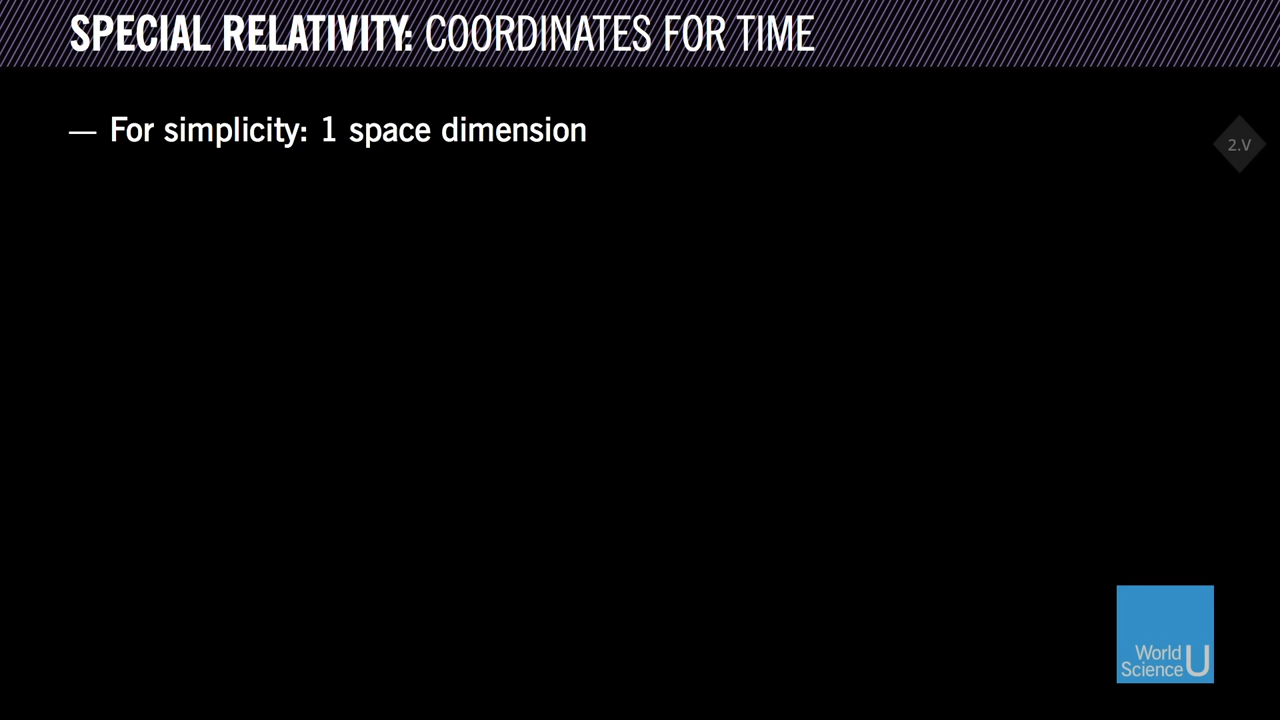 SPECIAL RELATIVITY: COORDINATES FOR TIME
— For simplicity: 1 space dimension
2.V
World
Science U